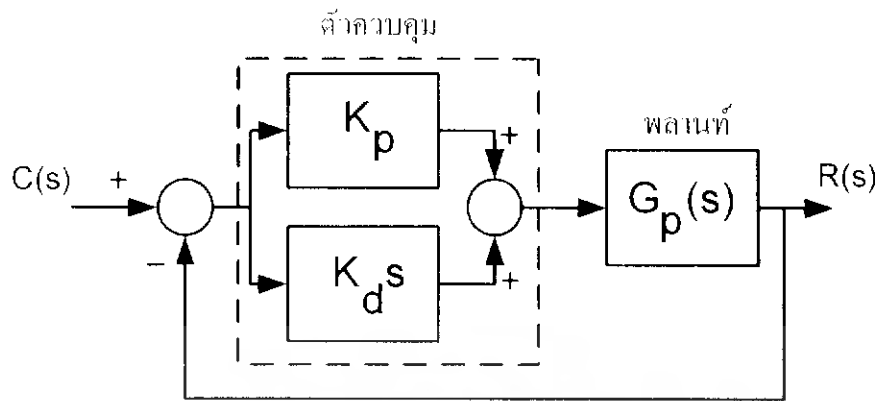 ตัวควบคุม
K_p
พลานท์
C(s)
+
+
G_p(s)
R(s)
−
K_d s
+